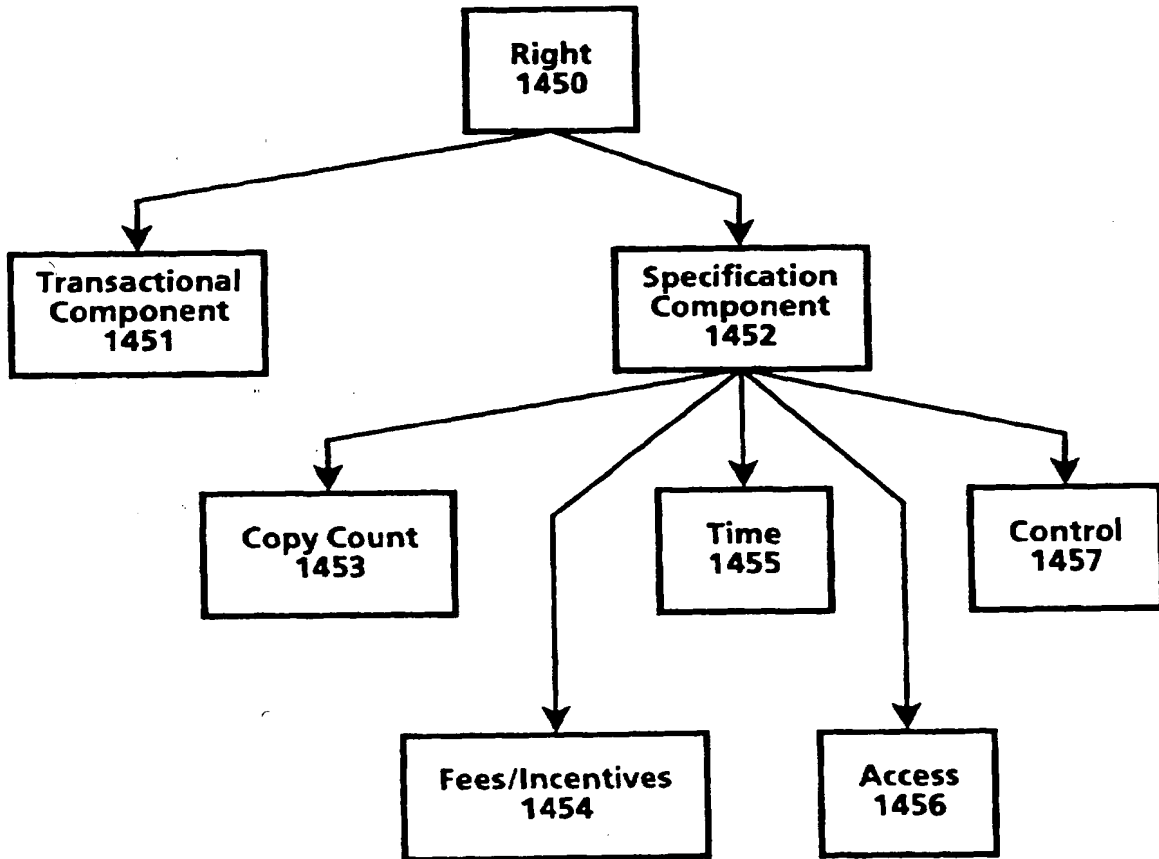 Right
1450
Transactional
Component
1451
Specification
Component
1452
Copy Count
1453
Time
1455
Control
1457
Fees/Incentives
1454
Access
1456